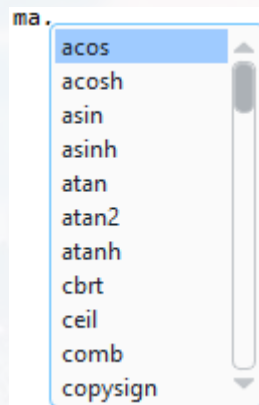 ma.
acos
acosh
asin
asinh
atan
atan2
atanh
cbrt
ceil
comb
copysign